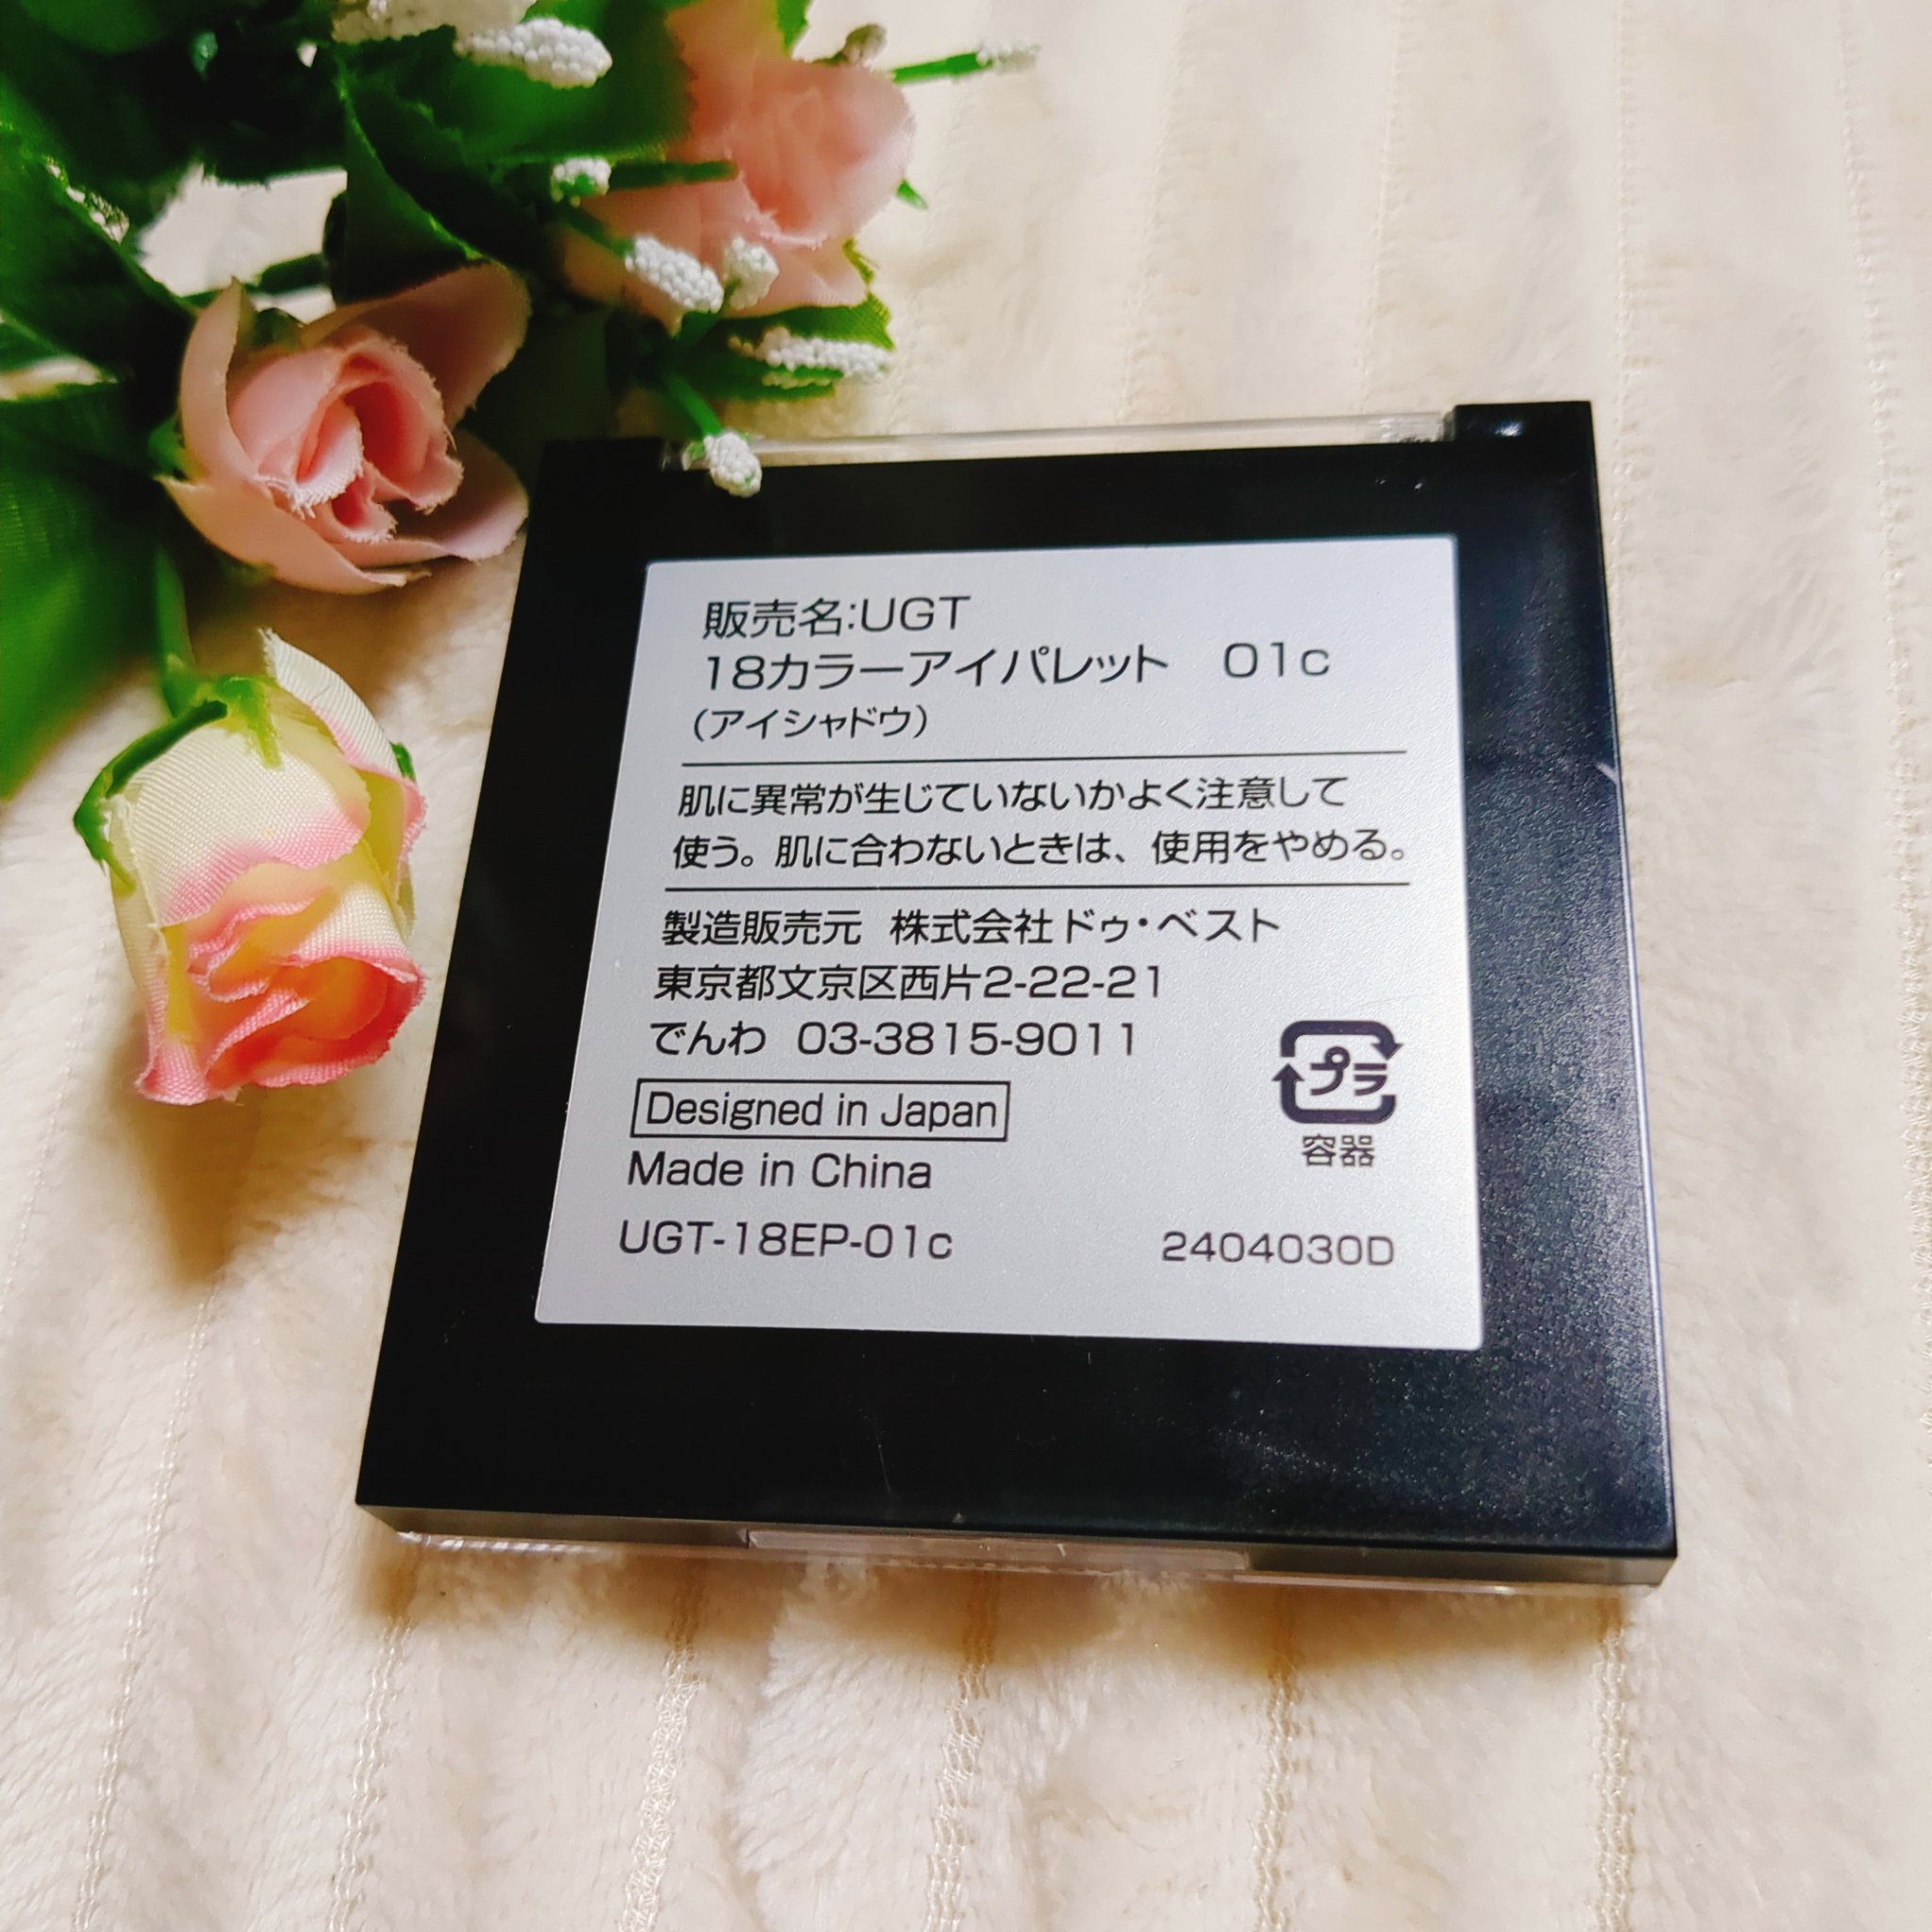 販売名:UGT
18カラーアイパレット　01c
(アイシャドウ)
肌に異常が生じていないかよく注意して
使う。肌に合わないときは、使用をやめる。
製造販売元 株式会社ドゥ・ベスト
東京都文京区西片2-22-21
でんわ 03-3815-9011
プラ
容器
Designed in Japan
Made in China
UGT-18EP-01c 2404030D